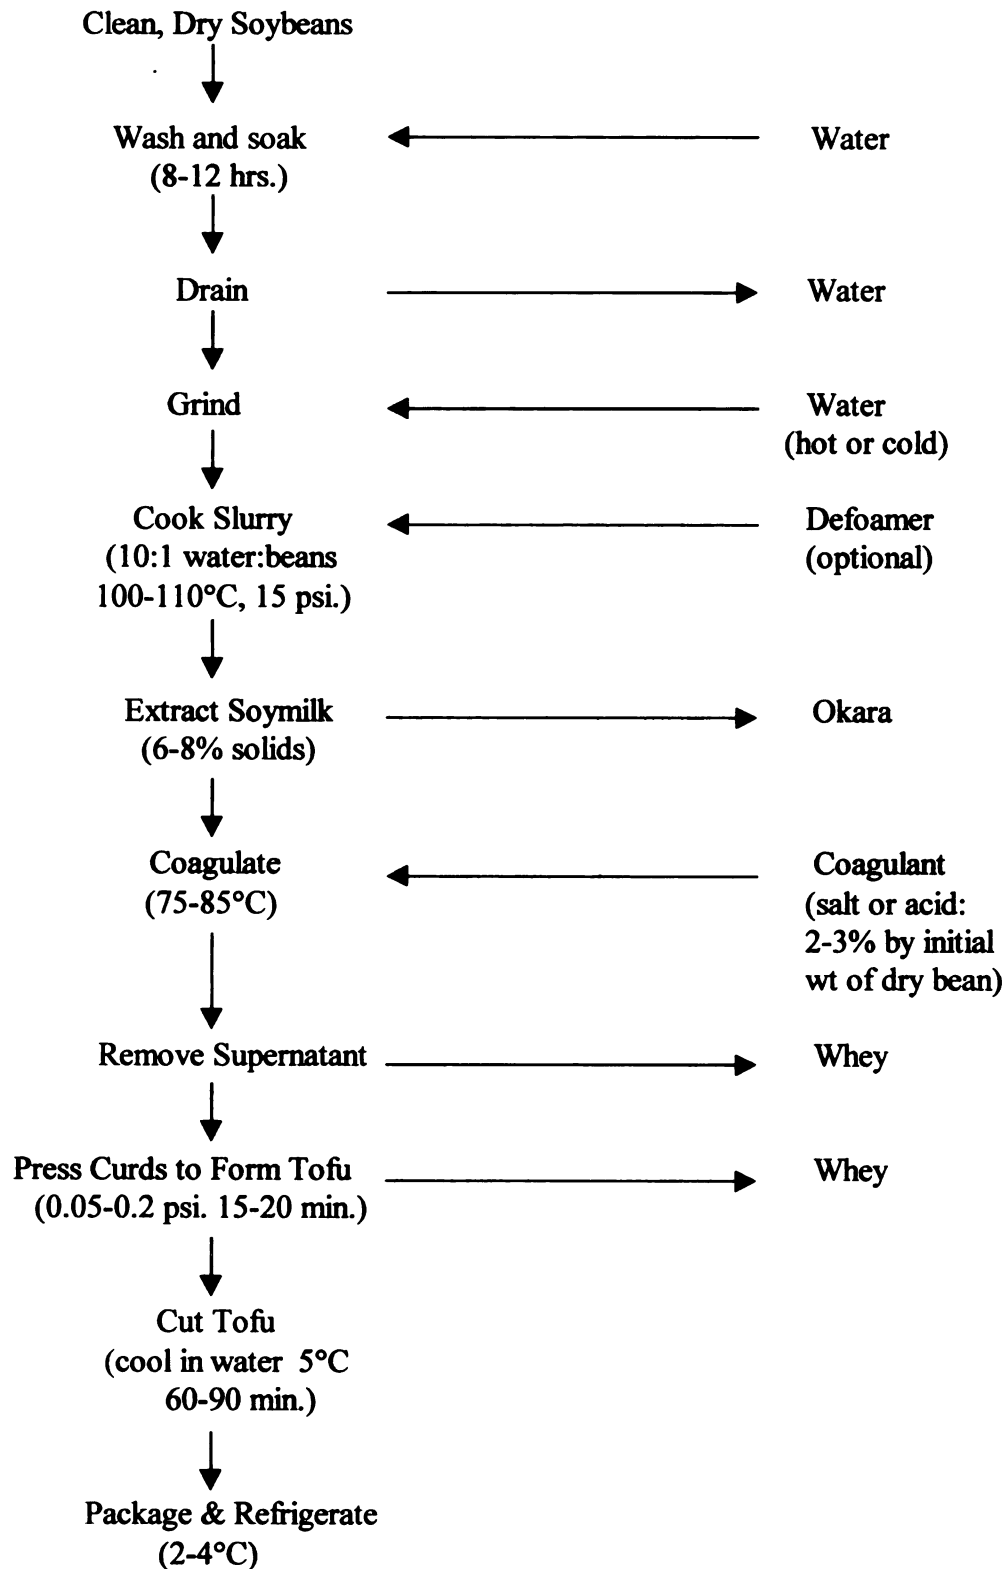 Clean, Dry Soybeans
Wash and soak
(8-12 hrs.)
Water
Drain
Water
Grind
Water
(hot or cold)
Cook Slurry
(10:1 water:beans
100-110°C, 15 psi.)
Defoamer
(optional)
Extract Soymilk
(6-8% solids)
Okara
Coagulate
(75-85°C)
Coagulant
(salt or acid:
2-3% by initial
wt of dry bean)
Remove Supernatant
Whey
Press Curds to Form Tofu
(0.05-0.2 psi. 15-20 min.)
Whey
Cut Tofu
(cool in water 5°C
60-90 min.)
Package & Refrigerate
(2-4°C)